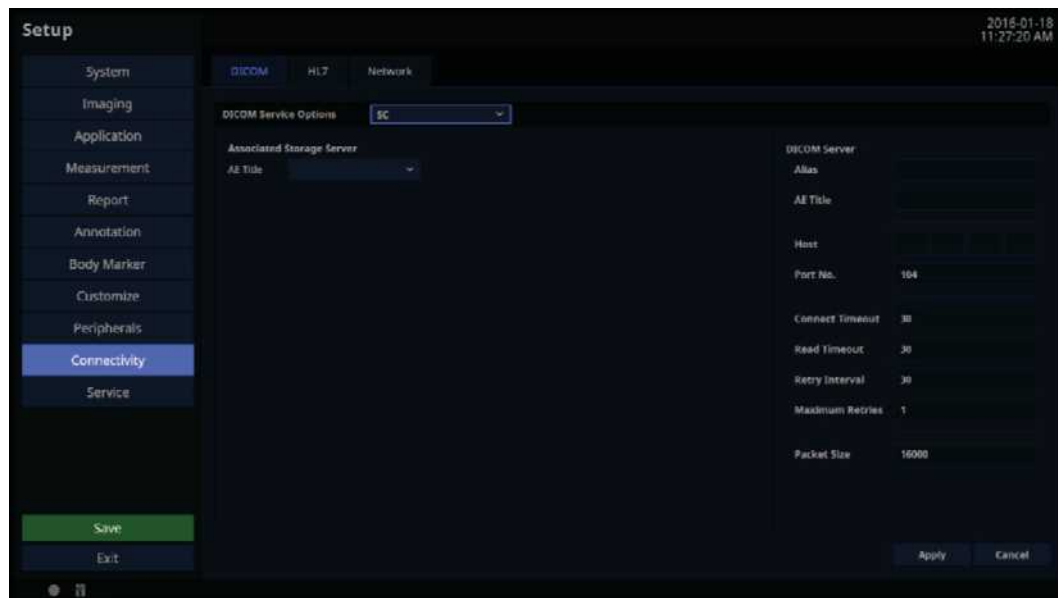 Setup
2016-01-18
11:27:20 AM
System
Imaging
Application
Measurement
Report
Annotation
Body Marker
Customize
Peripherals
Connectivity
Service
Save
Exit
DICOM HL7 Network
DICOM Service Options SC
Associated Storage Server
AE Title
DICOM Server
Alias
AE Title
Host
Port No. 104
Connect Timeout 30
Read Timeout 30
Retry Interval 30
Maximum Retries 1
Packet Size 16000
Apply Cancel